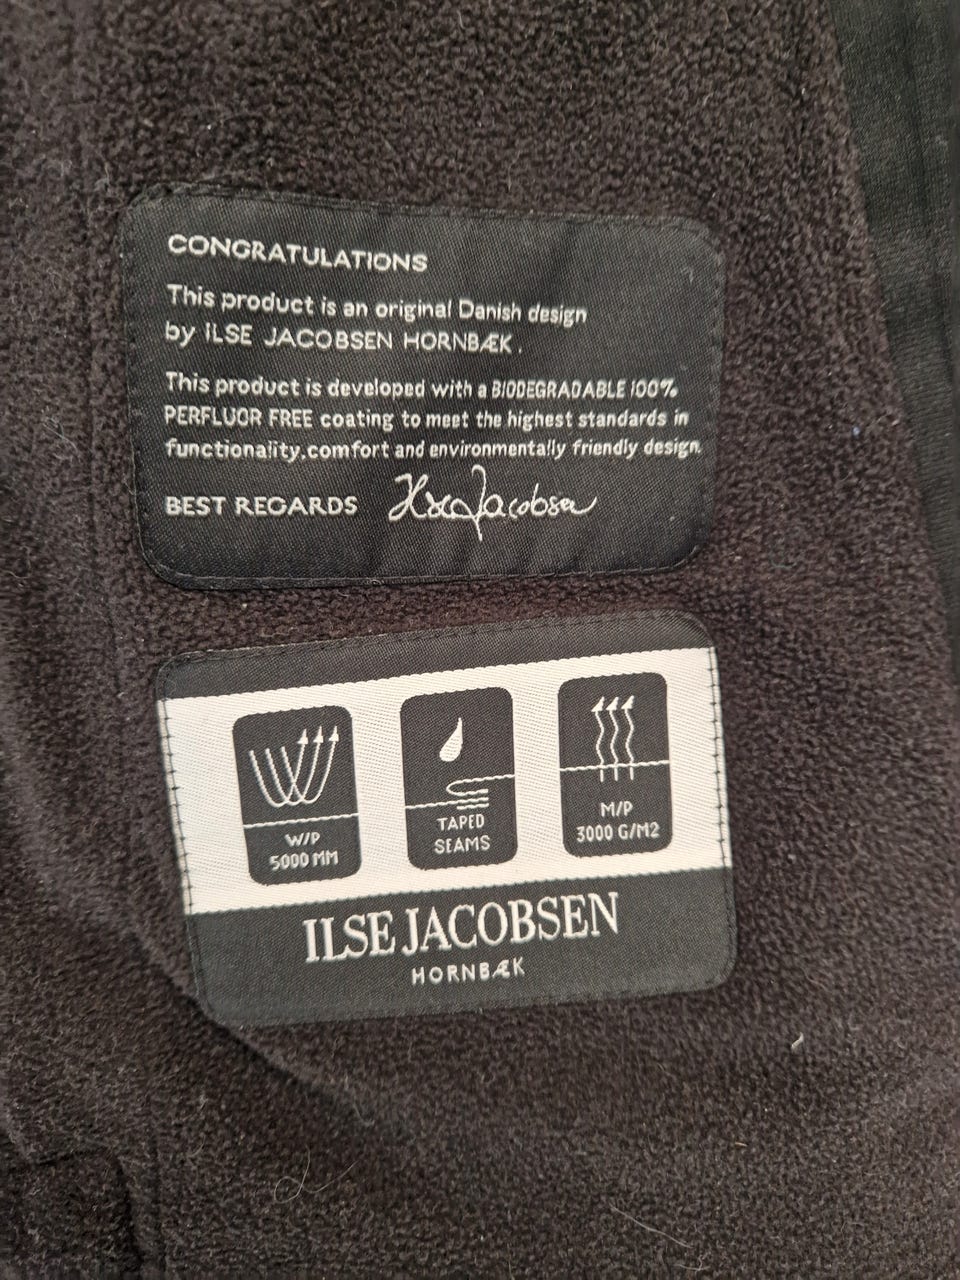 CONGRATULATIONS
This product is an original Danish design
by ILSE JACOBSEN HORNBÆK.
This product is developed with a BIODEGRADABLE 100%
PERFLUOR FREE coating to meet the highest standards in
functionality.comfort and environmentally friendly design.
BEST REGARDS Ilse Jacobsen
W/P
5000 MM
TAPED
SEAMS
M/P
3000 G/M2
ILSE JACOBSEN
HORNBÆK